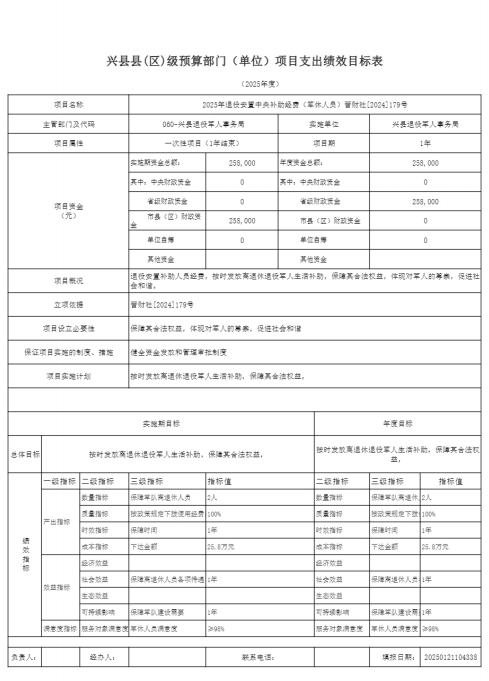 兴县县(区)级预算部门（单位）项目支出绩效目标表
（2025年度）
项目名称 2025年退役安置中央补助经费（军休人员）晋财社[2024]179号
主管部门及代码 060-兴县退役军人事务局 实施单位 兴县退役军人事务局
项目属性 一次性项目（1年结束） 项目期 1年
项目资金（元） 实施期资金总额： 258,000 年度资金总额： 258,000
其中：中央财政资金 0 其中：中央财政资金 0
省级财政资金 0 省级财政资金 258,000
市县（区）财政资金 258,000 市县（区）财政资金 0
单位自筹 0 单位自筹 0
其他资金 其他资金
项目概况 退役安置补助人员经费，按时发放离退休退役军人生活补助，保障其合法权益，体现对军人的尊崇，促进社会和谐。
立项依据 晋财社[2024]179号
项目设立必要性 保障其合法权益，体现对军人的尊崇，促进社会和谐
保证项目实施的制度、措施 健全资金发放和管理审批制度
项目实施计划 按时发放离退休退役军人生活补助，保障其合法权益。
实施期目标 年度目标
总体目标 按时发放离退休退役军人生活补助，保障其合法权益。 按时发放离退休退役军人生活补助，保障其合法权益。
绩效指标 一级指标 二级指标 三级指标 指标值 二级指标 三级指标 指标值
产出指标 数量指标 保障军队离退休人员 2人 数量指标 保障军队离退休 2人
质量指标 按政策规定下拨使用经费 100% 质量指标 按政策规定下拨 100%
时效指标 保障时间 1年 时效指标 保障时间 1年
成本指标 下达金额 25.8万元 成本指标 下达金额 25.8万元
效益指标 经济效益 经济效益
社会效益 保障离退休人员各项待遇 1年 社会效益 保障离退休人员 1年
生态效益 生态效益
可持续影响 保障军队建设需要 1年 可持续影响 保障军队建设需 1年
满意度指标 服务对象满意度 军休人员满意度 ≥98% 服务对象满意度 军休人员满意度 ≥98%
负责人： 经办人： 联系电话： 填报日期： 20250121104338